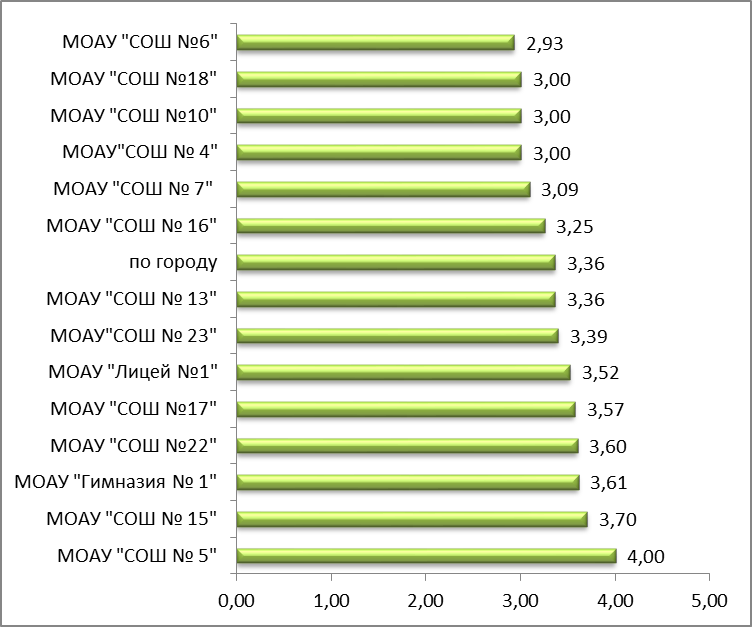 МОАУ "СОШ №6" 2,93
МОАУ "СОШ №18" 3,00
МОАУ "СОШ №10" 3,00
МОАУ"СОШ № 4" 3,00
МОАУ "СОШ № 7" 3,09
МОАУ "СОШ № 16" 3,25
по городу 3,36
МОАУ "СОШ № 13" 3,36
МОАУ"СОШ № 23" 3,39
МОАУ "Лицей №1" 3,52
МОАУ "СОШ №17" 3,57
МОАУ "СОШ №22" 3,60
МОАУ "Гимназия № 1" 3,61
МОАУ "СОШ № 15" 3,70
МОАУ "СОШ № 5" 4,00
0,00 1,00 2,00 3,00 4,00 5,00